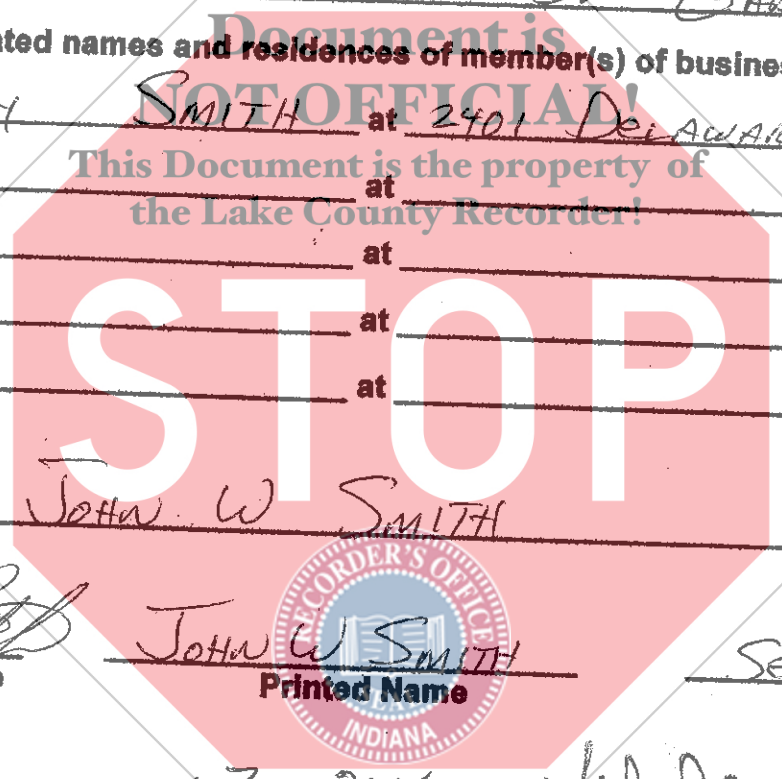 Document is
ted names and residences of member(s) of busines
SMITH at 2401 DELAWAR
NOT OFFICIAL!
This Document is the property of
at
the Lake County Recorder!
at
at
at
STOP
JOHN W SMITH
JOHN W SMITH
Printed Name
RECORDER'S OFFICE
INDIANA